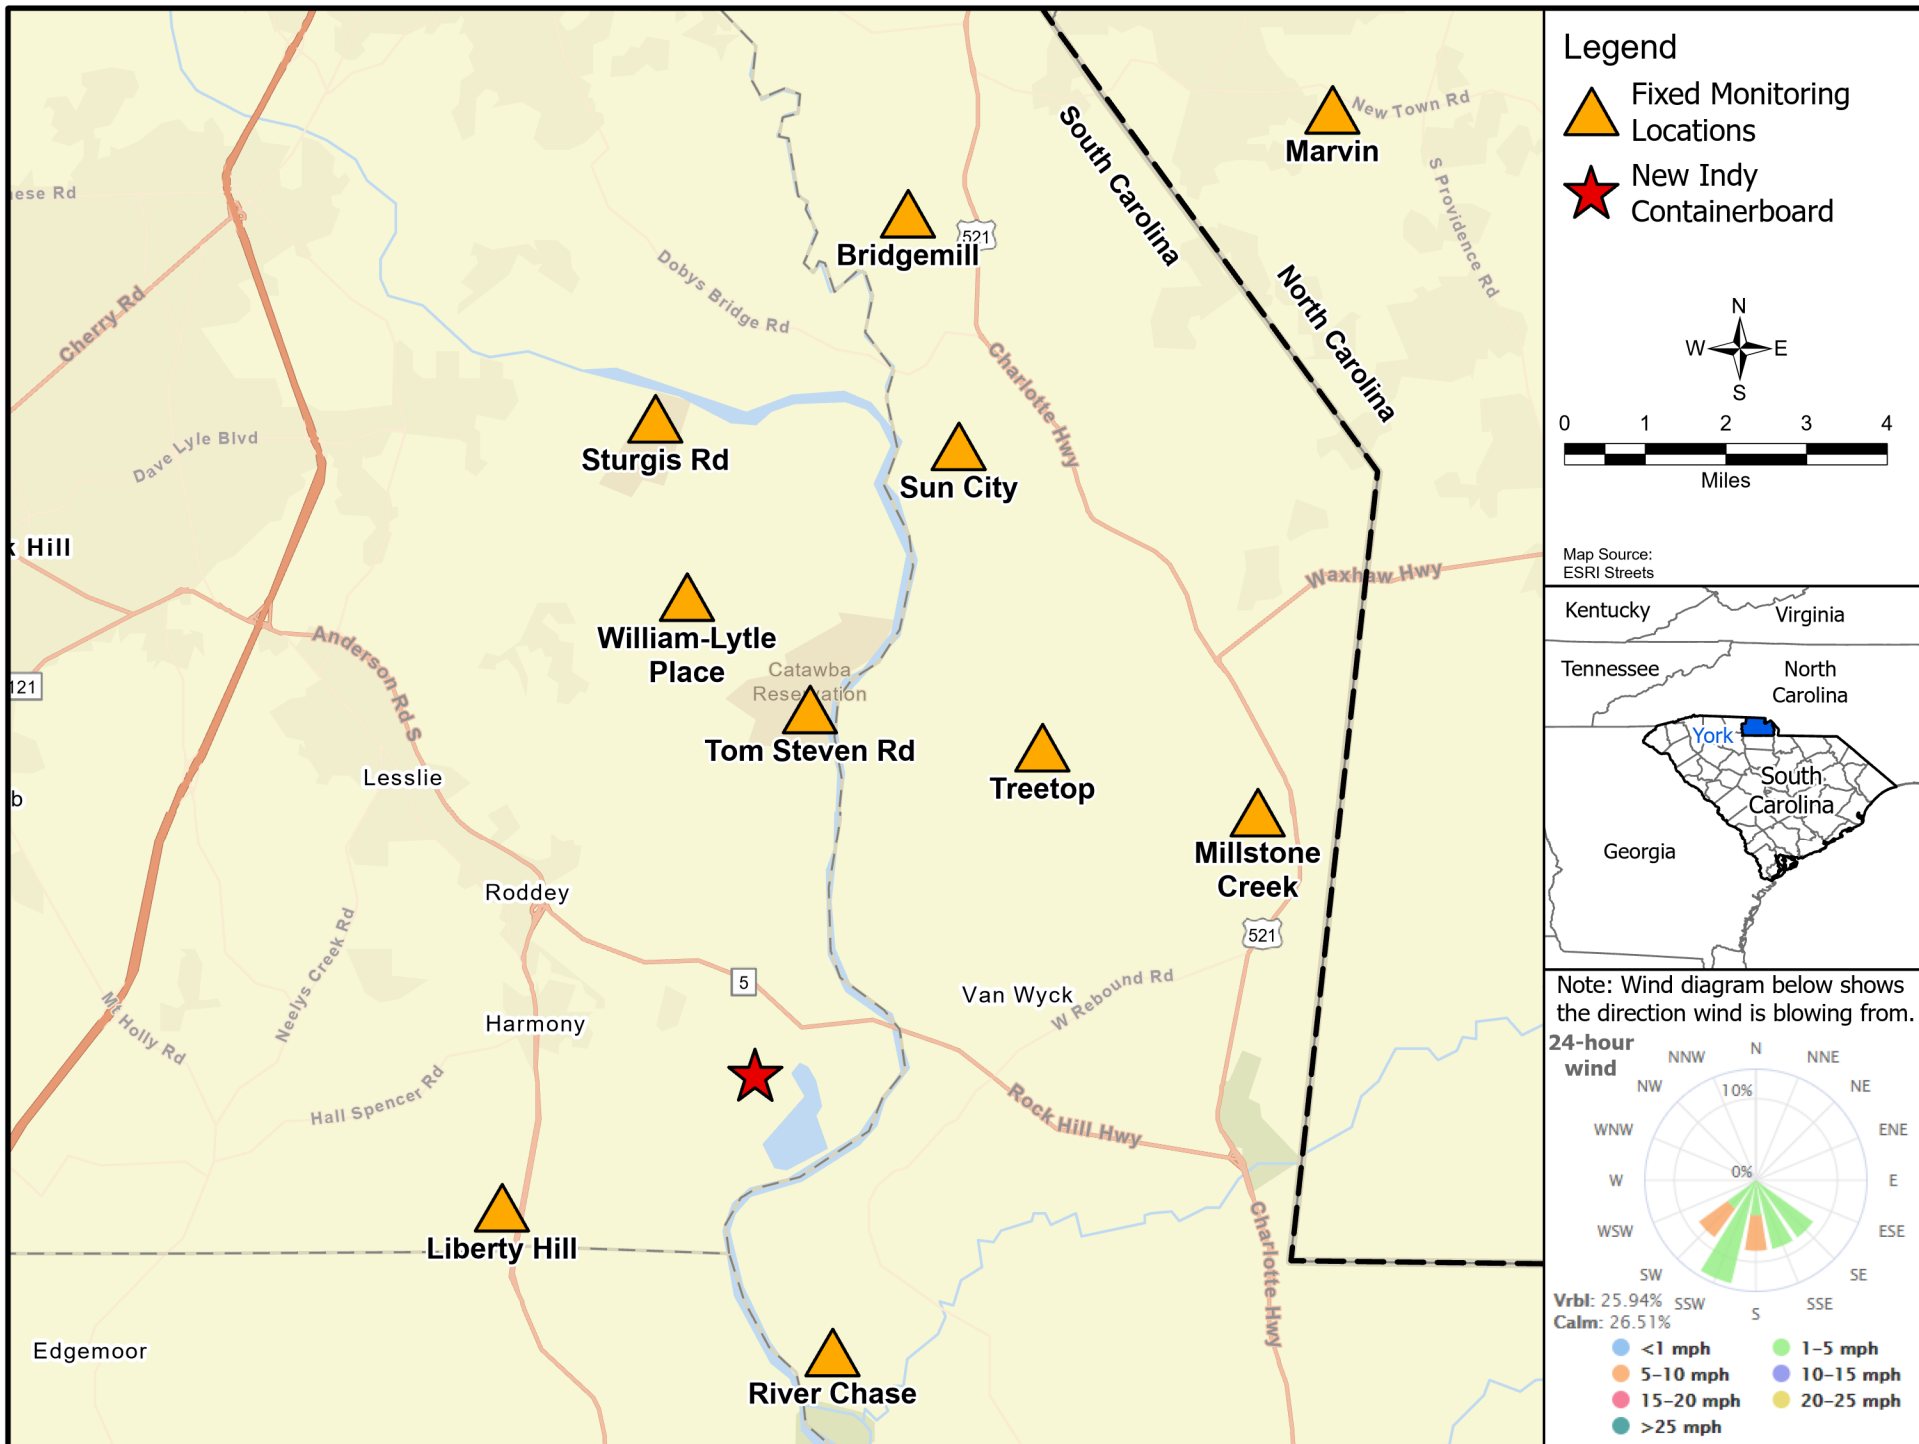 Marvin
New Town Rd
S Providence Rd
South Carolina
North Carolina
Bridgemill
521
Dobys Bridge Rd
Charlotte Hwy
Cherry Rd
Dave Lyle Blvd
Sturgis Rd
Sun City
Hill
Waxhaw Hwy
William-Lytle
Place
Anderson Rd S
121
Catawba
Reservation
Tom Steven Rd
Treetop
Lesslie
b
Millstone
Creek
Roddey
521
5
Van Wyck
W Rebound Rd
Neelys Creek Rd
Mt Holly Rd
Harmony
Hall Spencer Rd
Rock Hill Hwy
Liberty Hill
Charlotte Hwy
Edgemoor
River Chase
Legend
Fixed Monitoring
Locations
New Indy
Containerboard
N
W E
S
0 1 2 3 4
Miles
Map Source:
ESRI Streets
Kentucky
Virginia
Tennessee
North
Carolina
York
South
Carolina
Georgia
Note: Wind diagram below shows
the direction wind is blowing from.
24-hour
wind
N
NNW NNE
NW NE
10%
WNW ENE
0%
W E
WSW ESE
SW SE
SSW SSE
S
Vrbl: 25.94%
Calm: 26.51%
<1 mph 1-5 mph
5-10 mph 10-15 mph
15-20 mph 20-25 mph
>25 mph